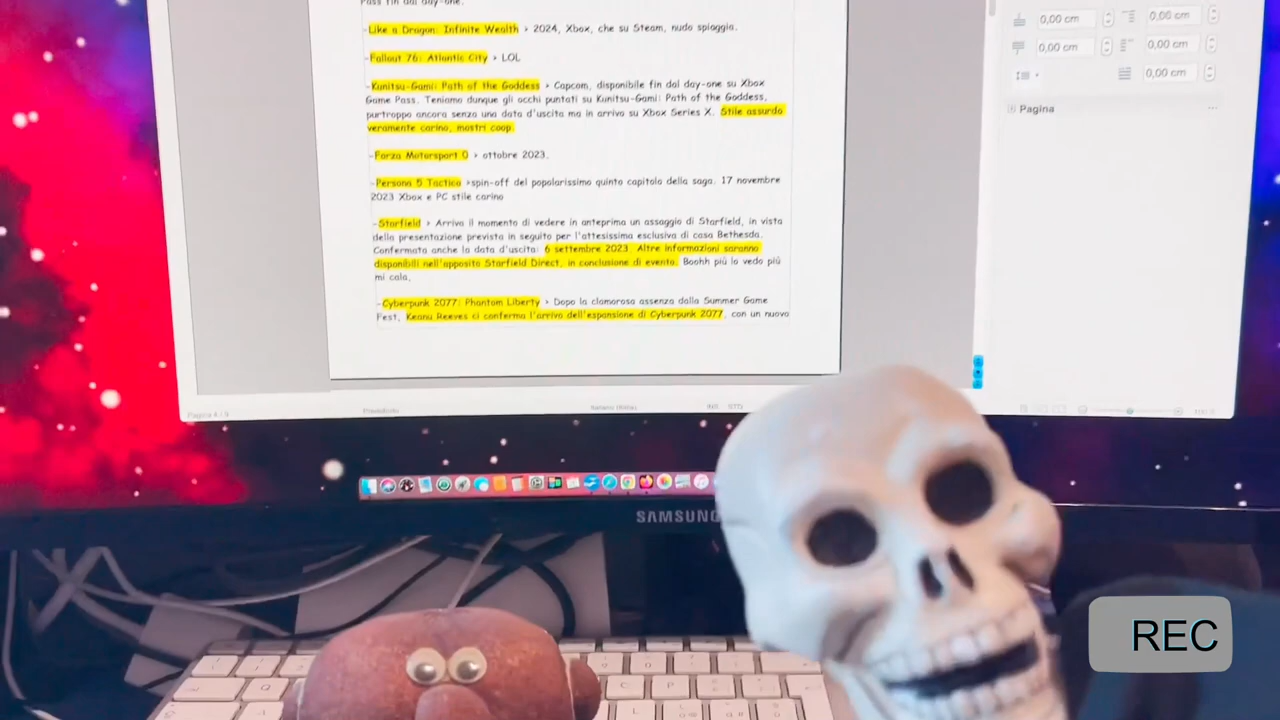 Pass fin dal day-one.
-Like a Dragon: Infinite Wealth > 2024, Xbox, che su Steam, nudo spiaggia.
-Fallout 76: Atlantic City > LOL
-Kunitsu-Gami: Path of the Goddess > Capcom, disponibile fin dal day-one su Xbox
Game Pass. Teniamo dunque gli occhi puntati su Kunitsu-Gami: Path of the Goddess,
purtroppo ancora senza una data d'uscita ma in arrivo su Xbox Series X. Stile assurdo
veramente carino, mostri coop.
-Forza Motorsport 0 > ottobre 2023.
-Persona 5 Tactica >spin-off del popolarissimo quinto capitolo della saga. 17 novembre
2023 Xbox e PC stile carino
-Starfield > Arriva il momento di vedere in anteprima un assaggio di Starfield, in vista
della presentazione prevista in seguito per l'attesissima esclusiva di casa Bethesda.
Confermata anche la data d'uscita: 6 settembre 2023. Altre informazioni saranno
disponibili nell'apposito Starfield Direct, in conclusione di evento. Boohh più lo vedo più
mi cala.
-Cyberpunk 2077: Phantom Liberty > Dopo la clamorosa assenza dalla Summer Game
Fest, Keanu Reeves ci conferma l'arrivo dell'espansione di Cyberpunk 2077, con un nuovo
0,00 cm
0,00 cm
0,00 cm
0,00 cm
0,00 cm
Pagina
Pagina 4 / 9
SAMSUNG
Q
C
P
L
REC